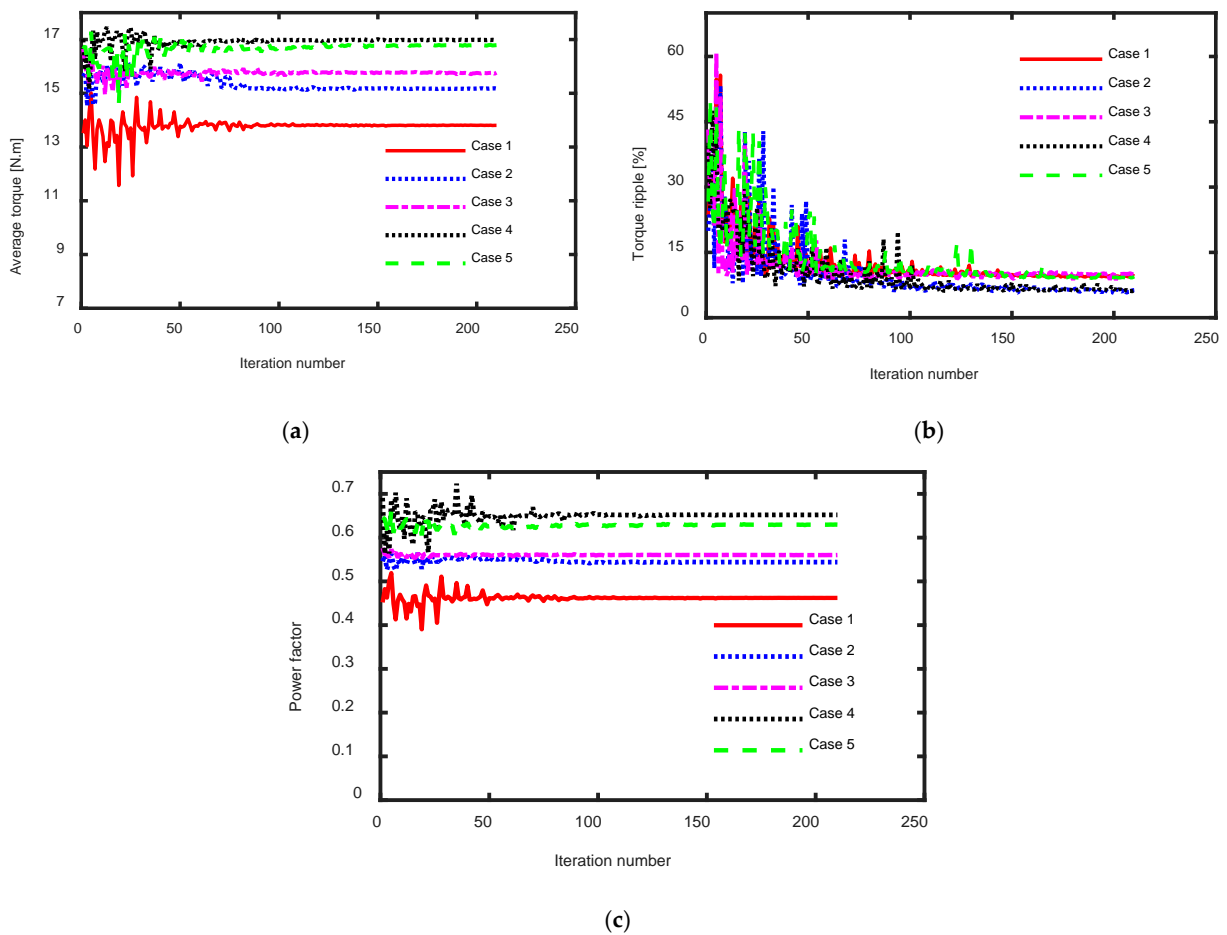 17
15
13
11
9
7
Average torque [N.m]
Case 1
Case 2
Case 3
Case 4
Case 5
0
50
100
150
200
250
Iteration number
(a)
60
45
30
15
0
Torque ripple [%]
Case 1
Case 2
Case 3
Case 4
Case 5
0
50
100
150
200
250
Iteration number
(b)
0.7
0.6
0.5
0.4
0.3
0.2
0.1
0
Power factor
Case 1
Case 2
Case 3
Case 4
Case 5
0
50
100
150
200
250
Iteration number
(c)